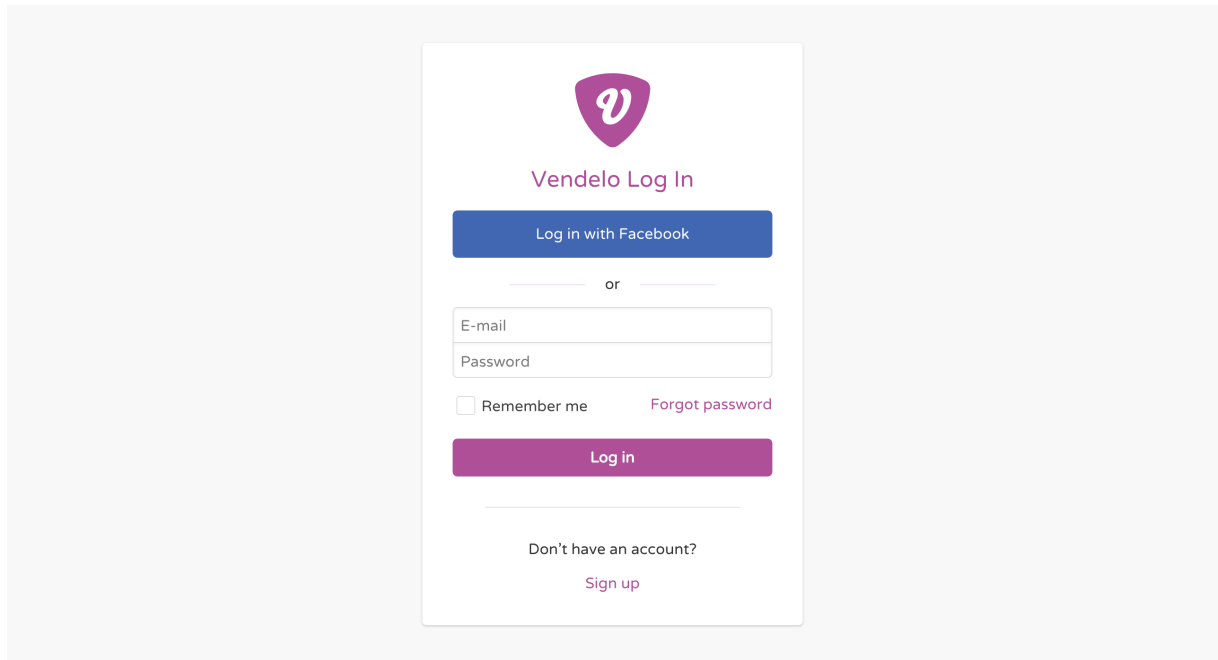 V
Vendelo Log In
Log in with Facebook
or
E-mail
Password
Remember me
Forgot password
Log in
Don't have an account?
Sign up